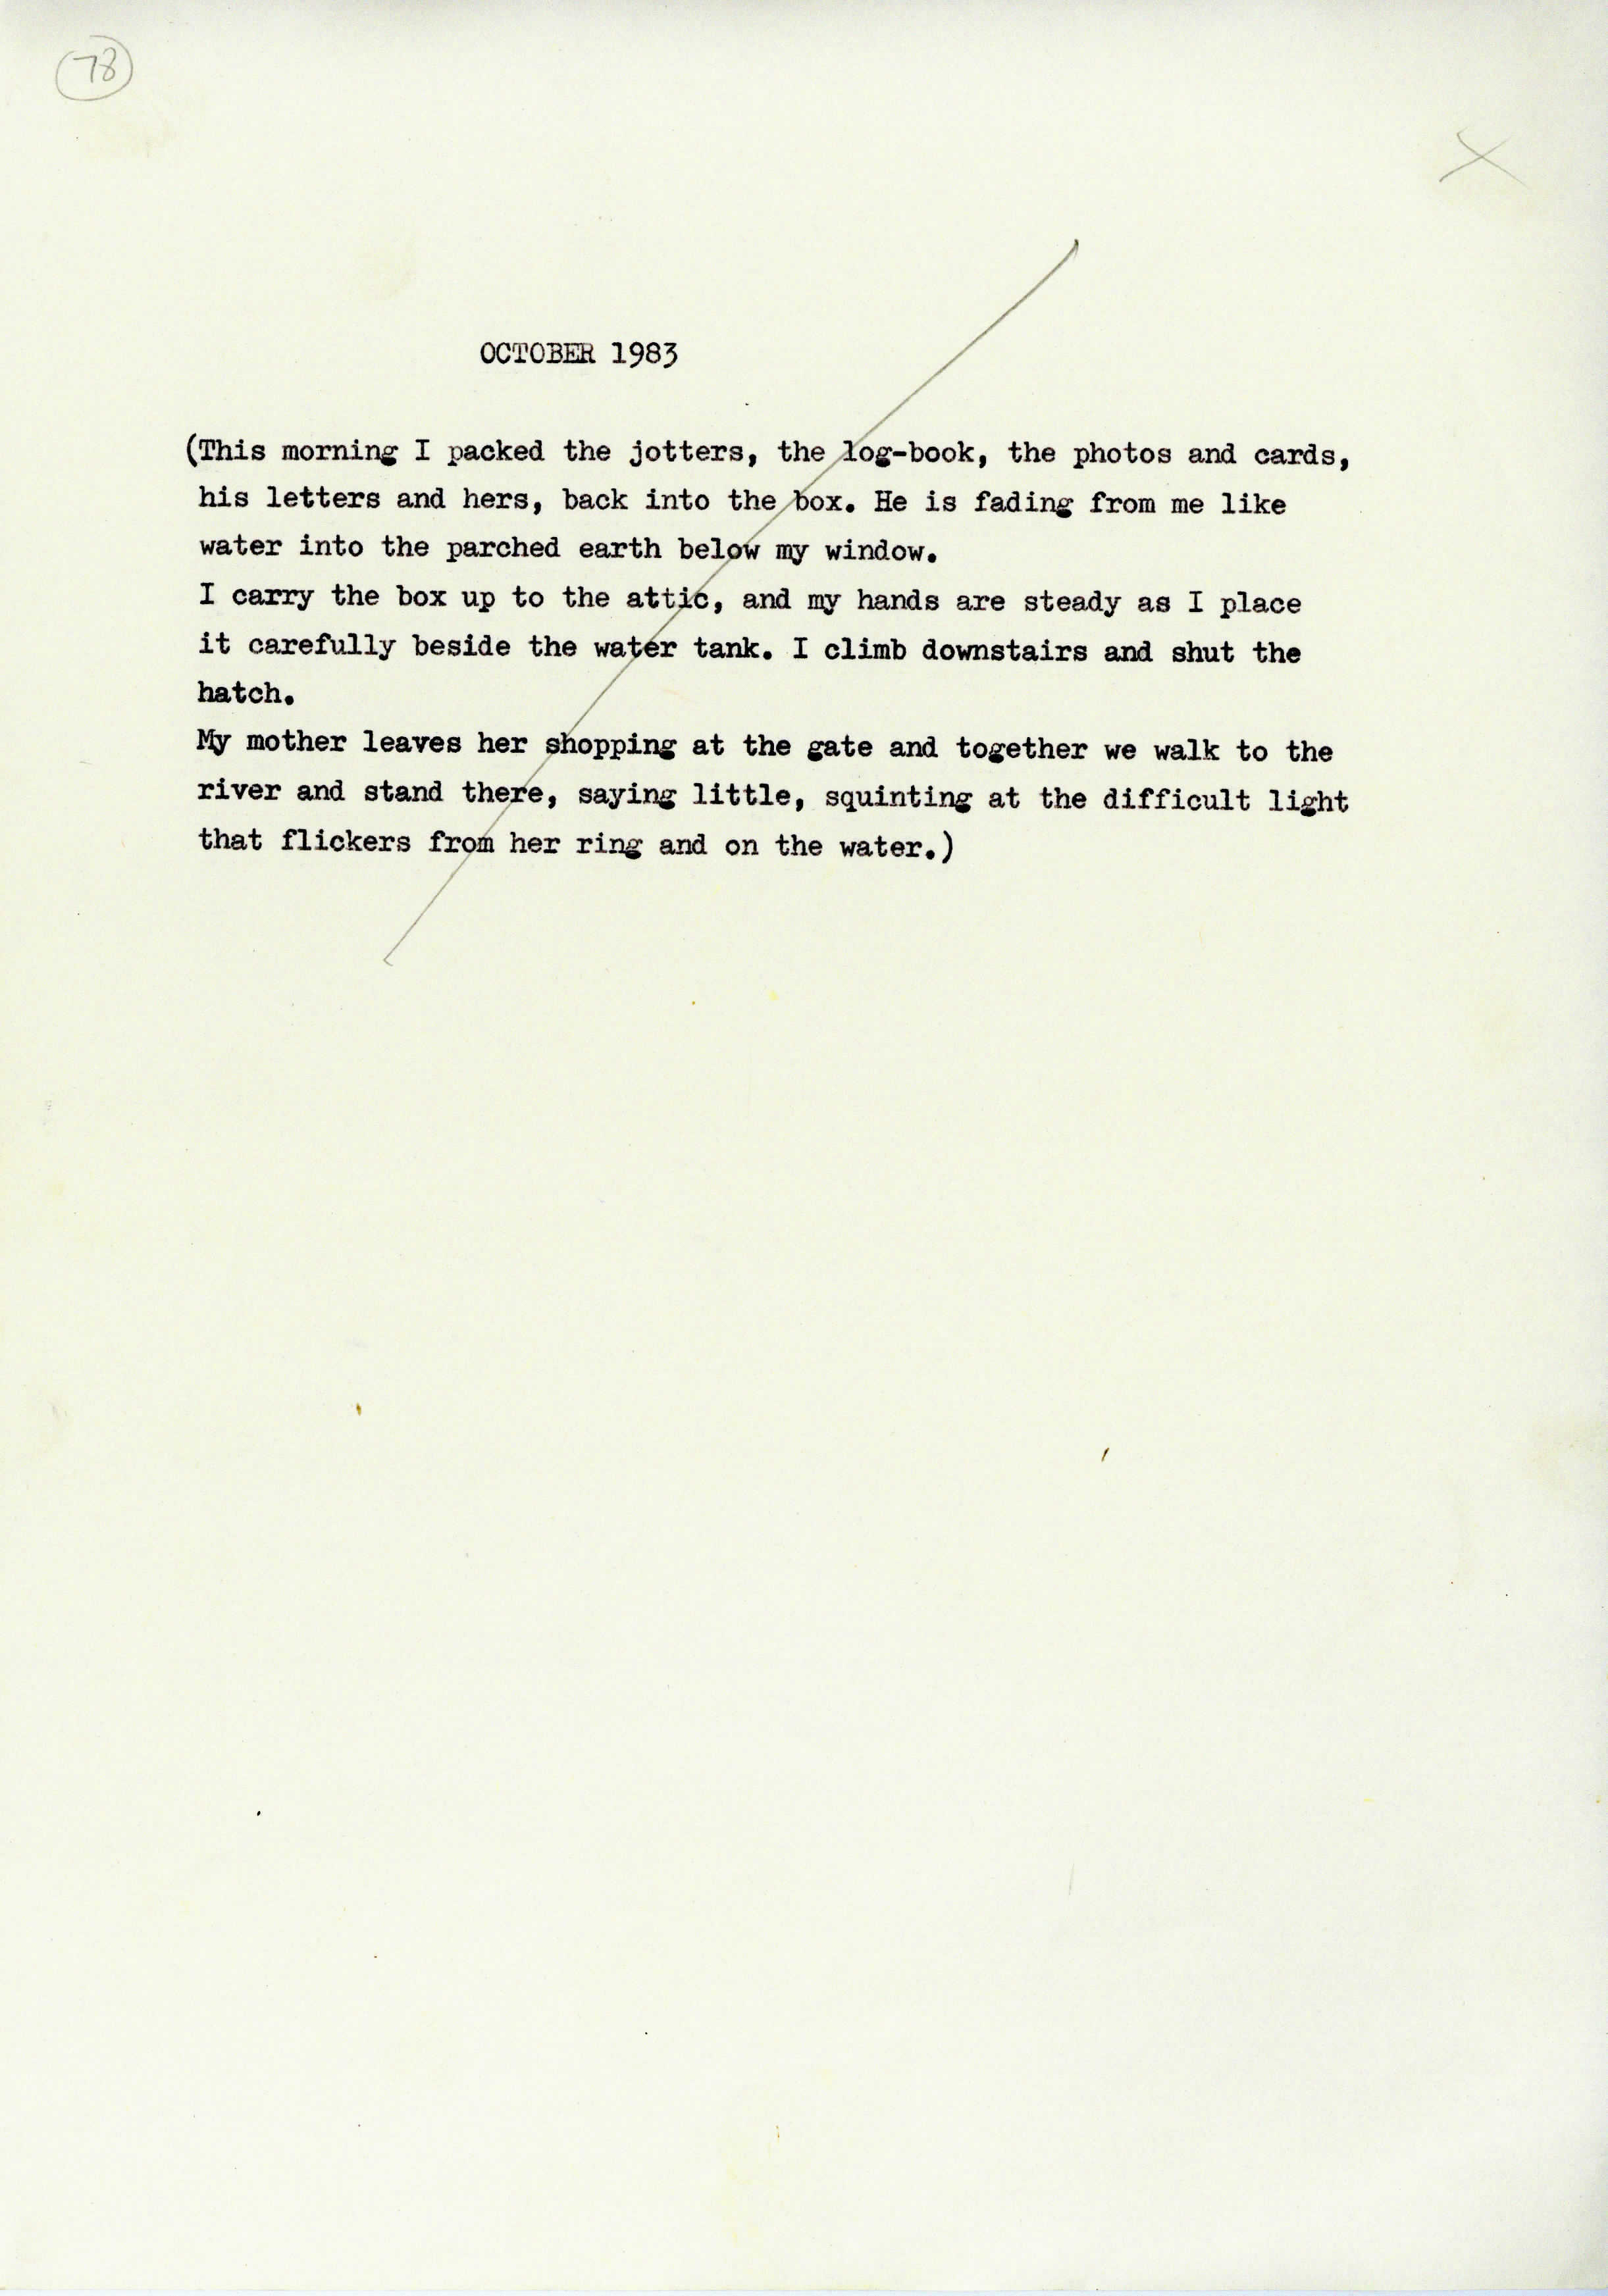 78
OCTOBER 1983
(This morning I packed the jotters, the log-book, the photos and cards,
his letters and hers, back into the box. He is fading from me like
water into the parched earth below my window.
I carry the box up to the attic, and my hands are steady as I place
it carefully beside the water tank. I climb downstairs and shut the
hatch.
My mother leaves her shopping at the gate and together we walk to the
river and stand there, saying little, squinting at the difficult light
that flickers from her ring and on the water.)